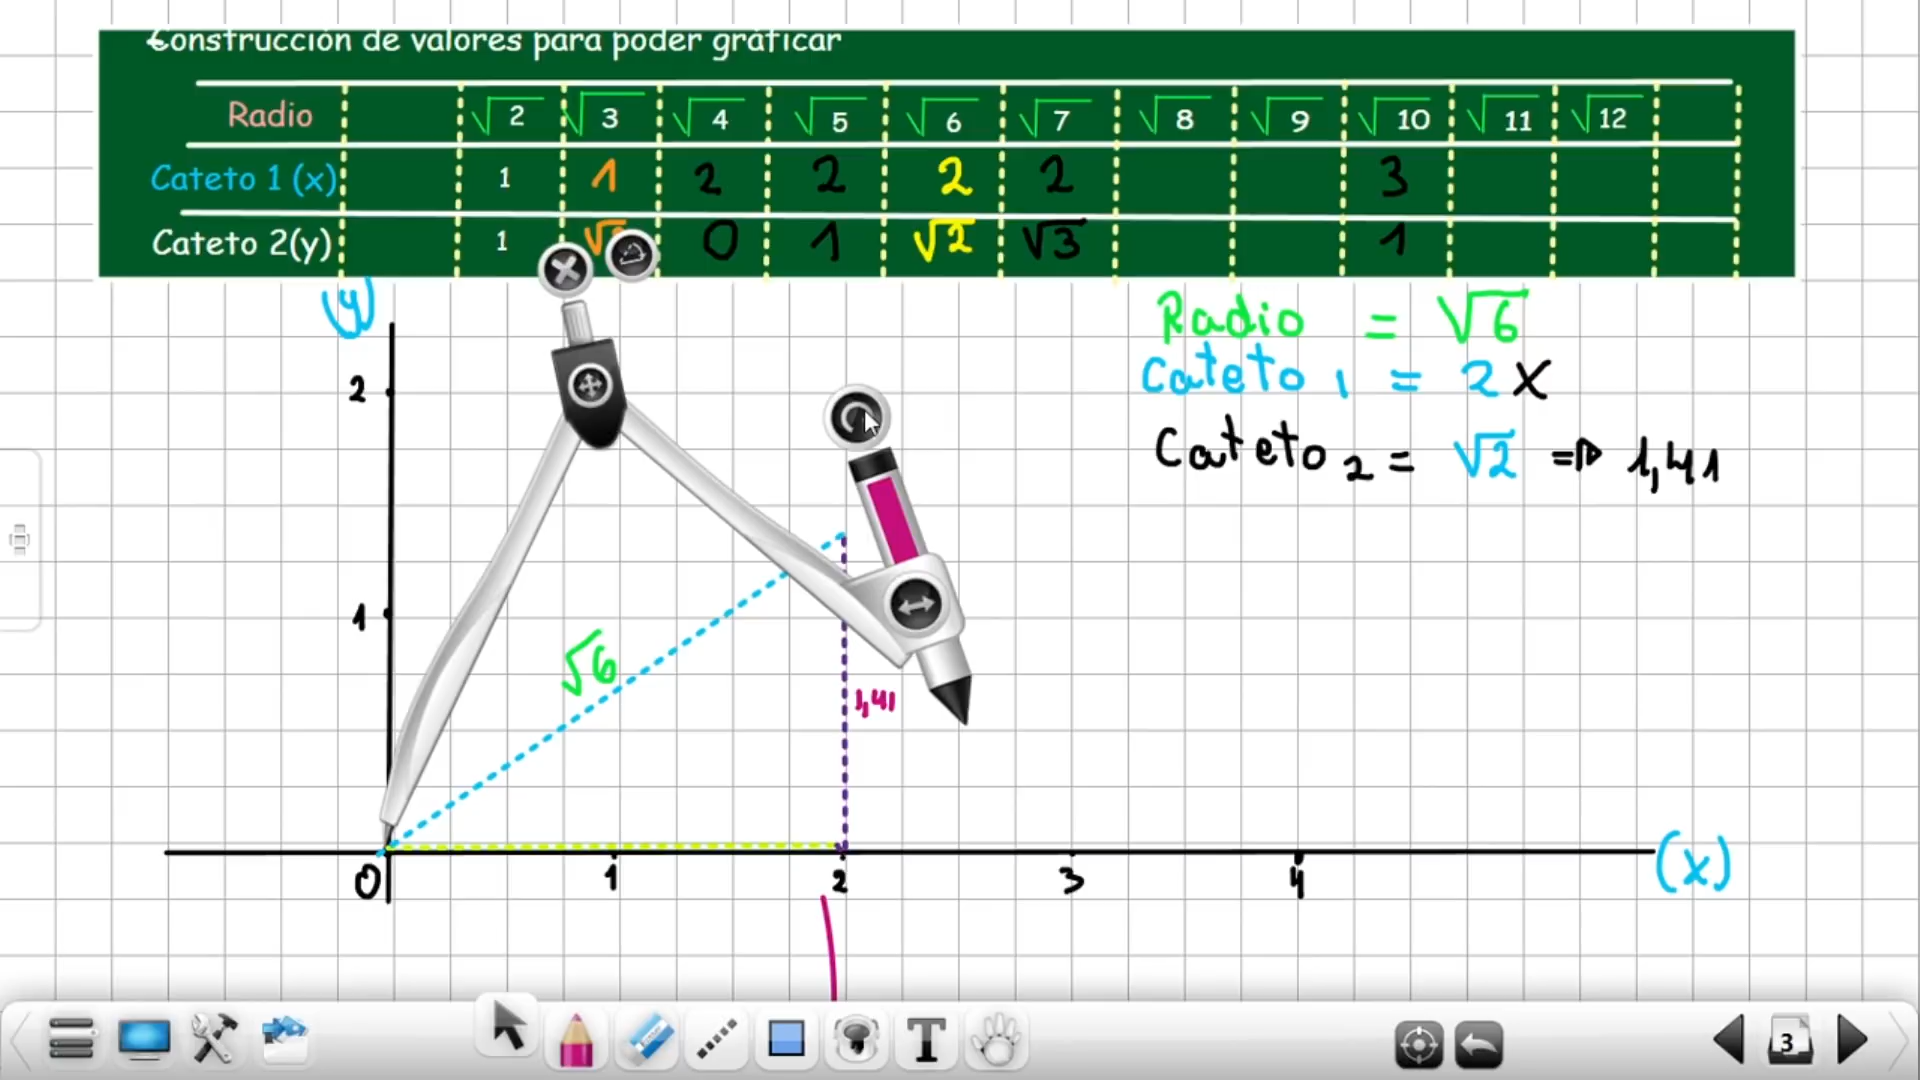 Construcción de valores para poder gráficar
Radio √2 √3 √4 √5 √6 √7 √8 √9 √10 √11 √12
Cateto 1 (x) 1 1 2 2 2 2 3
Cateto 2(y) 1 0 1 √2 √3 1
(y)
Radio = √6
Cateto 1 = 2 x
Cateto 2 = √2 => 1,41
2
1
√6
1,41
0 1 2 3 4 (x)
3